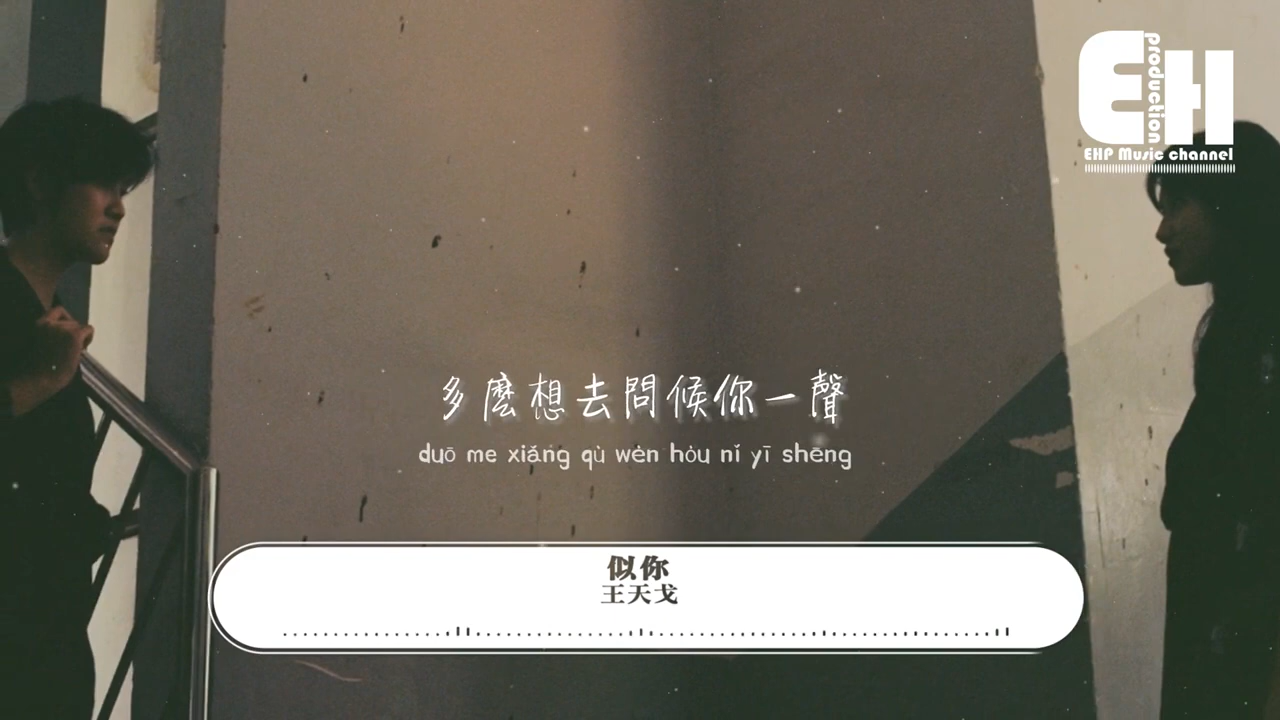 EH
production
EHP Music channel
多麼想去問候你一聲
duō me xiǎng qù wèn hòu nǐ yī shēng
似你
王天戈